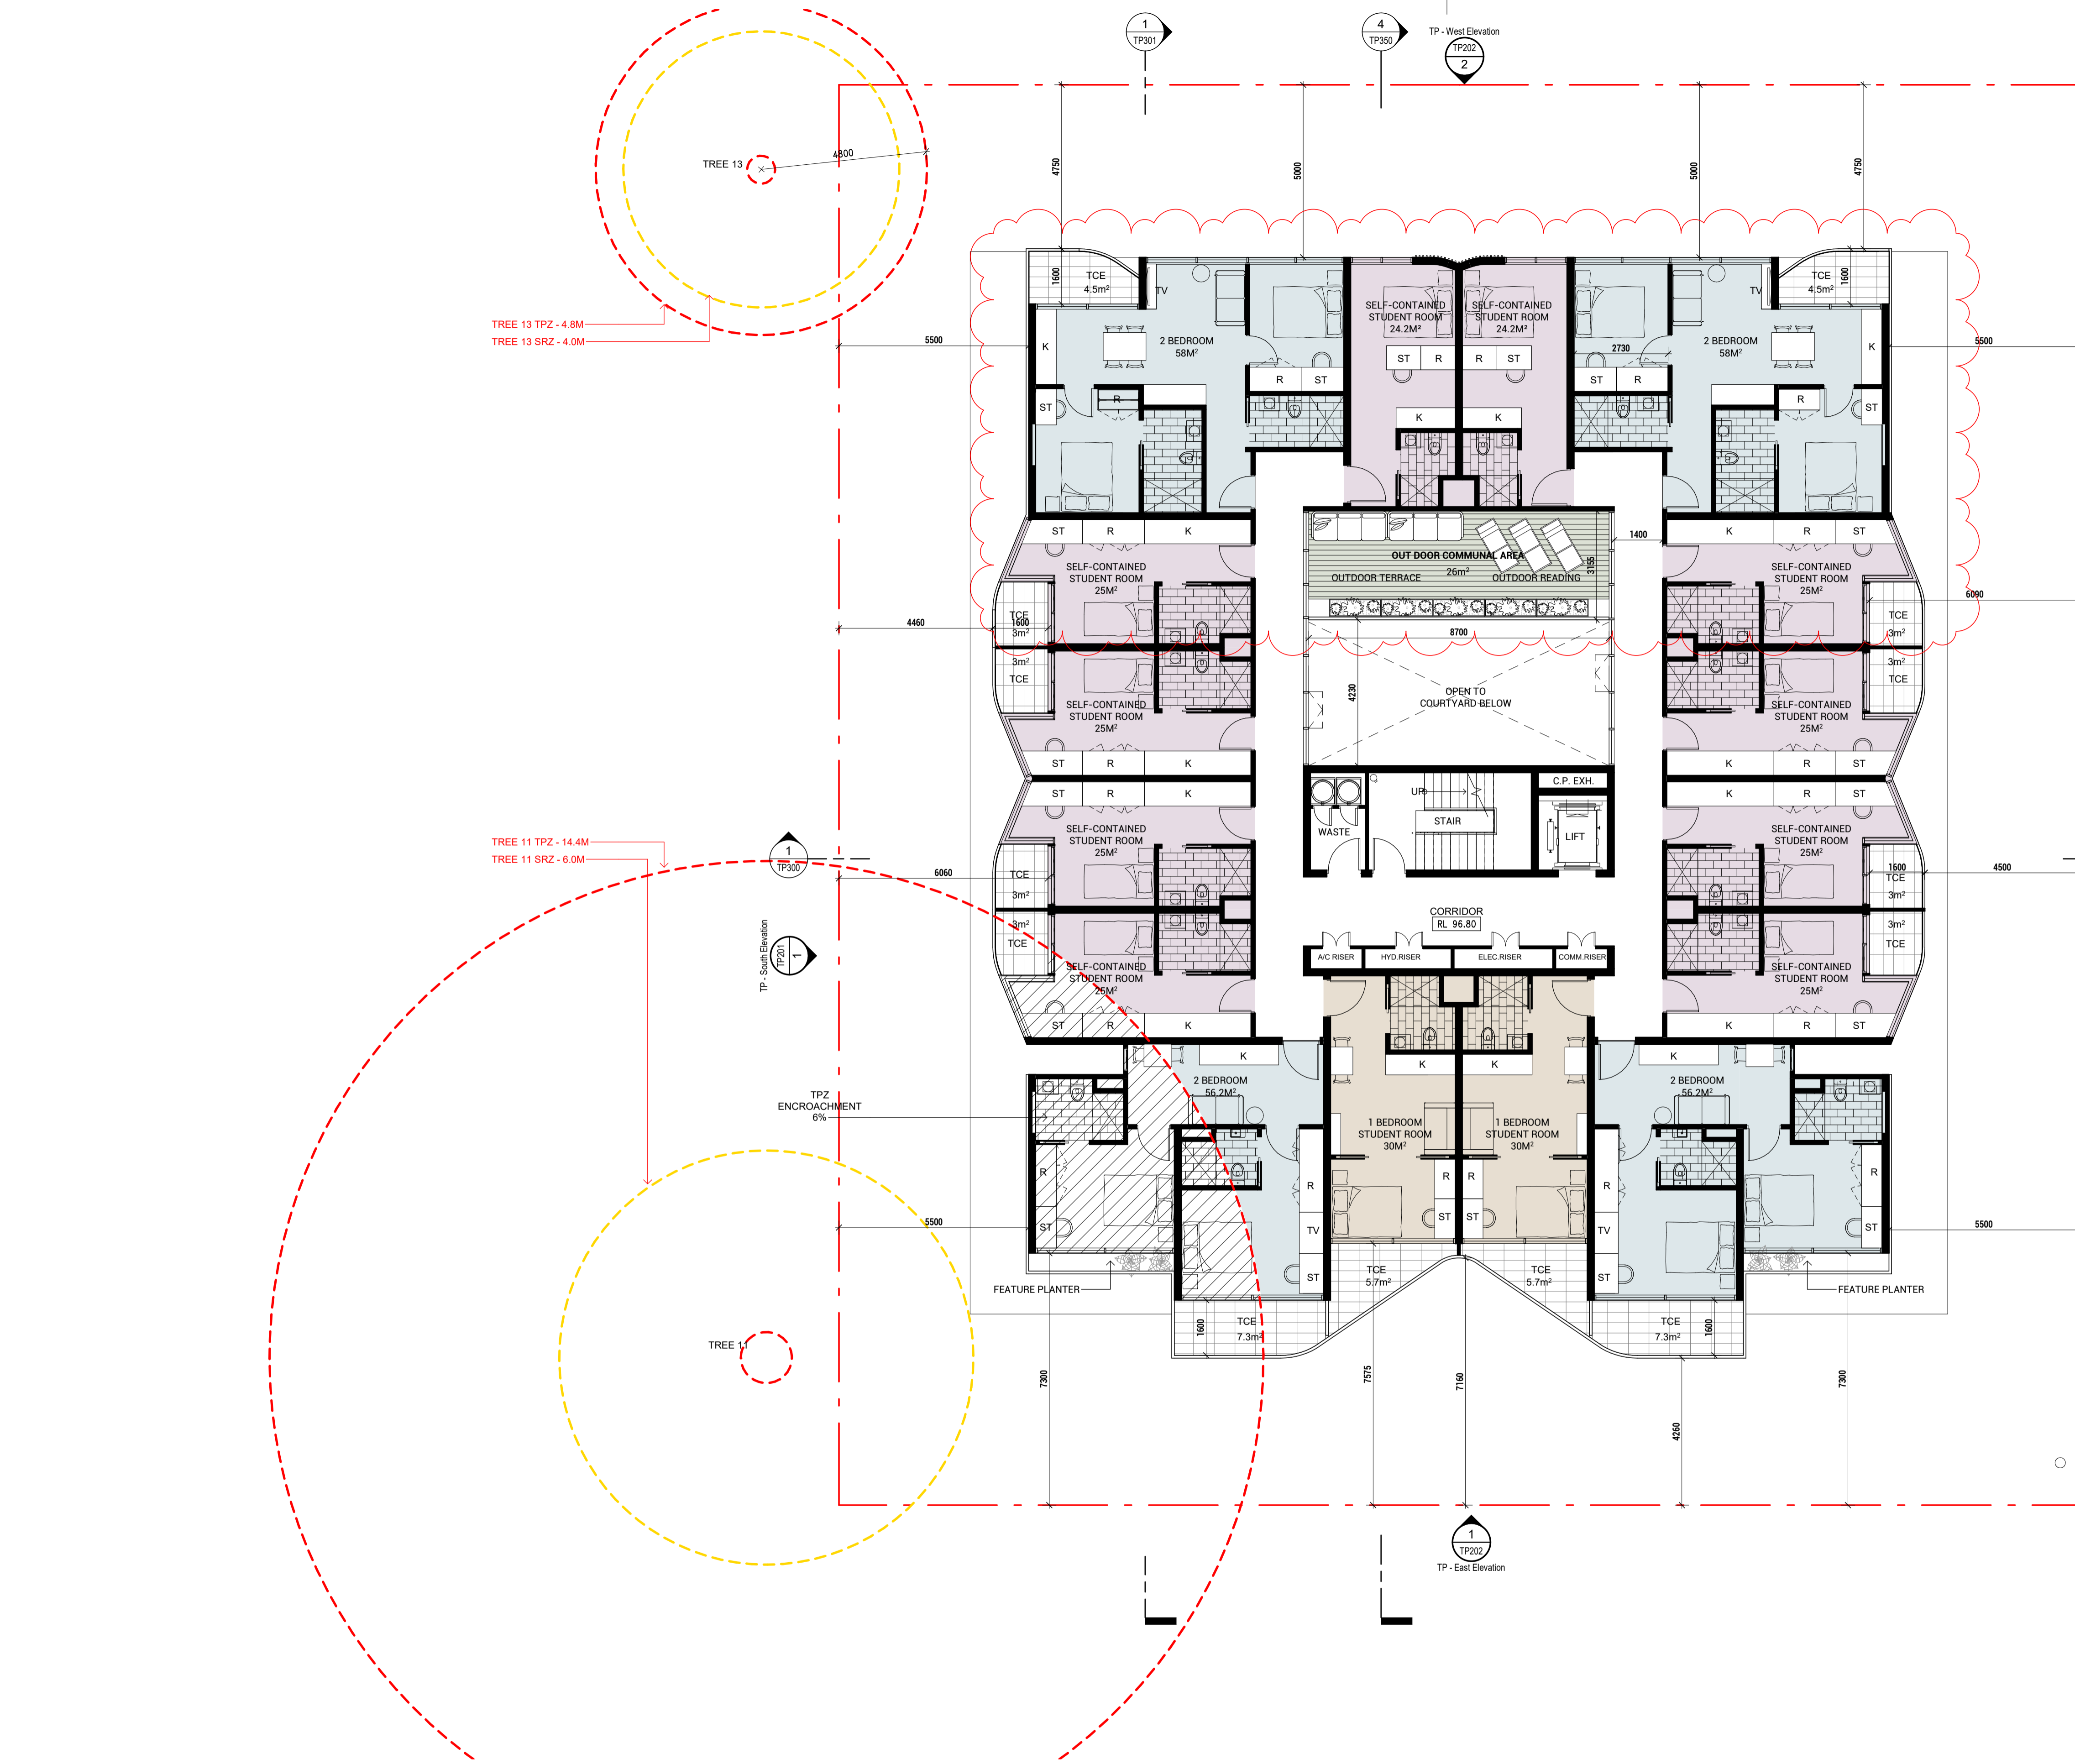 1
TP301
4
TP350
TP - West Elevation
TP202
2
TREE 13
4800
4750
5000
5000
4750
TREE 13 TPZ - 4.8M
TREE 13 SRZ - 4.0M
TCE
4.5m²
1600
TV
SELF-CONTAINED
STUDENT ROOM
24.2M²
SELF-CONTAINED
STUDENT ROOM
24.2M²
TV
TCE
4.5m²
1600
5500
K
2 BEDROOM
58M²
ST
R
R
ST
2730
2 BEDROOM
58M²
K
5500
R
ST
ST
R
ST
R
R
ST
K
K
ST
R
K
OUT DOOR COMMUNAL AREA
26m²
OUTDOOR TERRACE
OUTDOOR READING
3155
1400
K
R
ST
SELF-CONTAINED
STUDENT ROOM
25M²
SELF-CONTAINED
STUDENT ROOM
25M²
6090
4460
TCE
1600
3m²
TCE
3m²
8700
3m²
TCE
3m²
TCE
SELF-CONTAINED
STUDENT ROOM
25M²
4230
OPEN TO
COURTYARD BELOW
SELF-CONTAINED
STUDENT ROOM
25M²
ST
R
K
K
R
ST
ST
R
K
UP
C.P. EXH.
K
R
ST
WASTE
STAIR
LIFT
SELF-CONTAINED
STUDENT ROOM
25M²
SELF-CONTAINED
STUDENT ROOM
25M²
TREE 11 TPZ - 14.4M
TREE 11 SRZ - 6.0M
1
TP300
6060
TCE
3m²
1600
TCE
3m²
4500
CORRIDOR
RL 96.80
3m²
TCE
3m²
TCE
TP - South Elevation
TP201
1
A/C RISER
HYD.RISER
ELEC.RISER
COMM.RISER
SELF-CONTAINED
STUDENT ROOM
25M²
SELF-CONTAINED
STUDENT ROOM
25M²
ST
R
K
K
R
ST
K
K
K
K
2 BEDROOM
56.2M²
2 BEDROOM
56.2M²
TPZ
ENCROACHMENT
6%
1 BEDROOM
STUDENT ROOM
30M²
1 BEDROOM
STUDENT ROOM
30M²
R
R
R
R
R
R
ST
TV
ST
ST
TV
ST
5500
5500
ST
ST
FEATURE PLANTER
TCE
5.7m²
TCE
5.7m²
FEATURE PLANTER
1600
TCE
7.3m²
TCE
7.3m²
1600
TREE 11
7300
7575
7160
4260
7300
1
TP202
TP - East Elevation